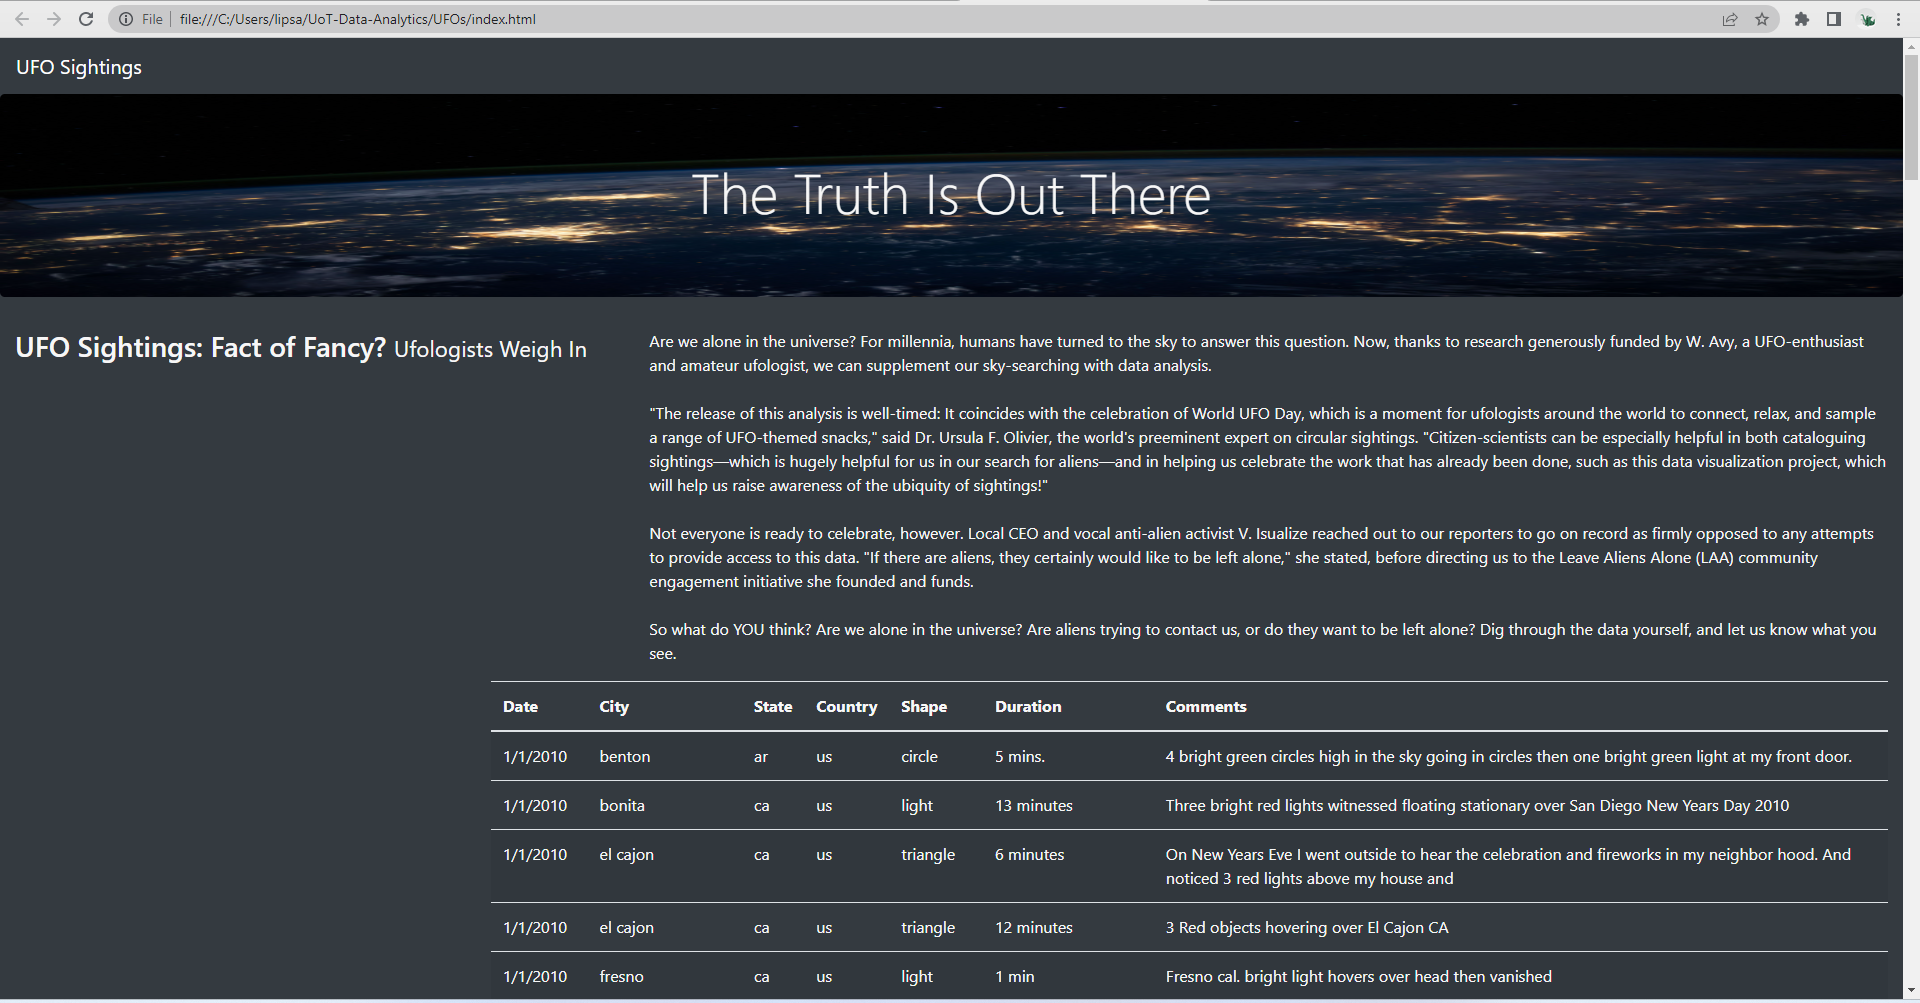 File file:///C:/Users/lipsa/UoT-Data-Analytics/UFOs/index.html
UFO Sightings
The Truth Is Out There
UFO Sightings: Fact of Fancy? Ufologists Weigh In
Are we alone in the universe? For millennia, humans have turned to the sky to answer this question. Now, thanks to research generously funded by W. Avy, a UFO-enthusiast
and amateur ufologist, we can supplement our sky-searching with data analysis.
"The release of this analysis is well-timed: It coincides with the celebration of World UFO Day, which is a moment for ufologists around the world to connect, relax, and sample
a range of UFO-themed snacks," said Dr. Ursula F. Olivier, the world's preeminent expert on circular sightings. "Citizen-scientists can be especially helpful in both cataloguing
sightings—which is hugely helpful for us in our search for aliens—and in helping us celebrate the work that has already been done, such as this data visualization project, which
will help us raise awareness of the ubiquity of sightings!"
Not everyone is ready to celebrate, however. Local CEO and vocal anti-alien activist V. Isualize reached out to our reporters to go on record as firmly opposed to any attempts
to provide access to this data. "If there are aliens, they certainly would like to be left alone," she stated, before directing us to the Leave Aliens Alone (LAA) community
engagement initiative she founded and funds.
So what do YOU think? Are we alone in the universe? Are aliens trying to contact us, or do they want to be left alone? Dig through the data yourself, and let us know what you
see.
Date City State Country Shape Duration Comments
1/1/2010 benton ar us circle 5 mins. 4 bright green circles high in the sky going in circles then one bright green light at my front door.
1/1/2010 bonita ca us light 13 minutes Three bright red lights witnessed floating stationary over San Diego New Years Day 2010
1/1/2010 el cajon ca us triangle 6 minutes On New Years Eve I went outside to hear the celebration and fireworks in my neighbor hood. And
noticed 3 red lights above my house and
1/1/2010 el cajon ca us triangle 12 minutes 3 Red objects hovering over El Cajon CA
1/1/2010 fresno ca us light 1 min Fresno cal. bright light hovers over head then vanished